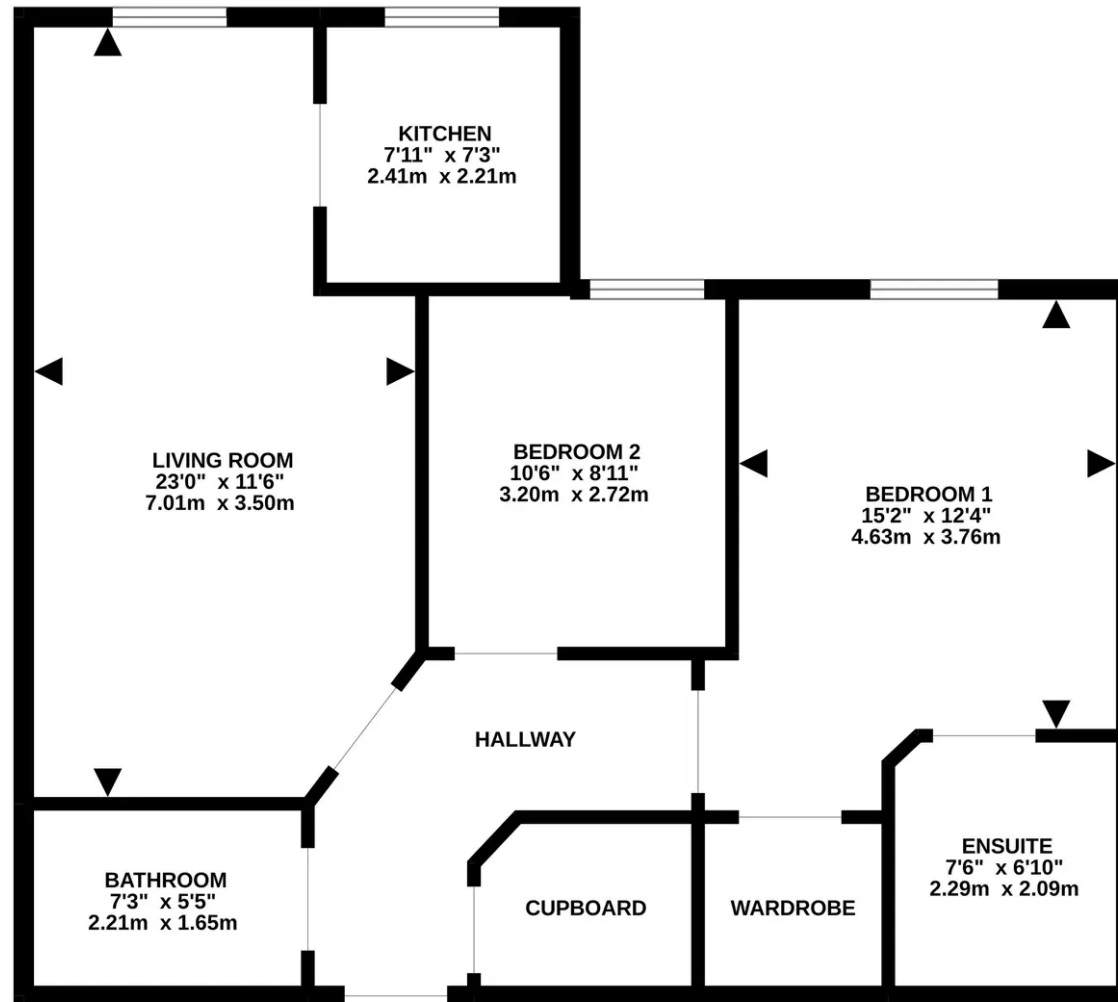 KITCHEN
7'11" x 7'3"
2.41m x 2.21m
LIVING ROOM
23'0" x 11'6"
7.01m x 3.50m
BEDROOM 2
10'6" x 8'11"
3.20m x 2.72m
BEDROOM 1
15'2" x 12'4"
4.63m x 3.76m
HALLWAY
BATHROOM
7'3" x 5'5"
2.21m x 1.65m
CUPBOARD
WARDROBE
ENSUITE
7'6" x 6'10"
2.29m x 2.09m